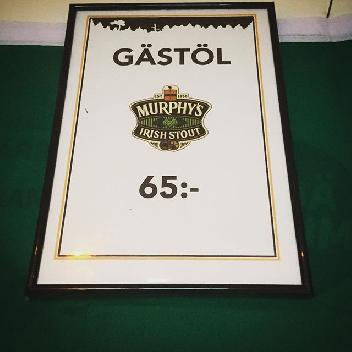 GÄSTÖL
MURPHY'S
IRISH STOUT
65:-